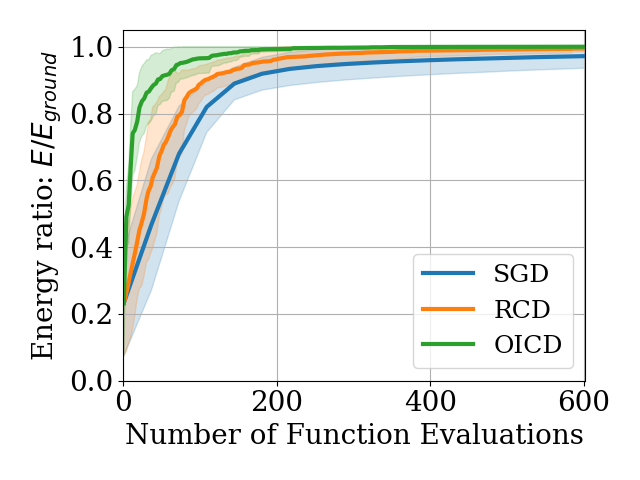 1.0
0.8
0.6
0.4
0.2
0.0
Energy ratio: E/E_ground
SGD
RCD
OICD
0 200 400 600
Number of Function Evaluations